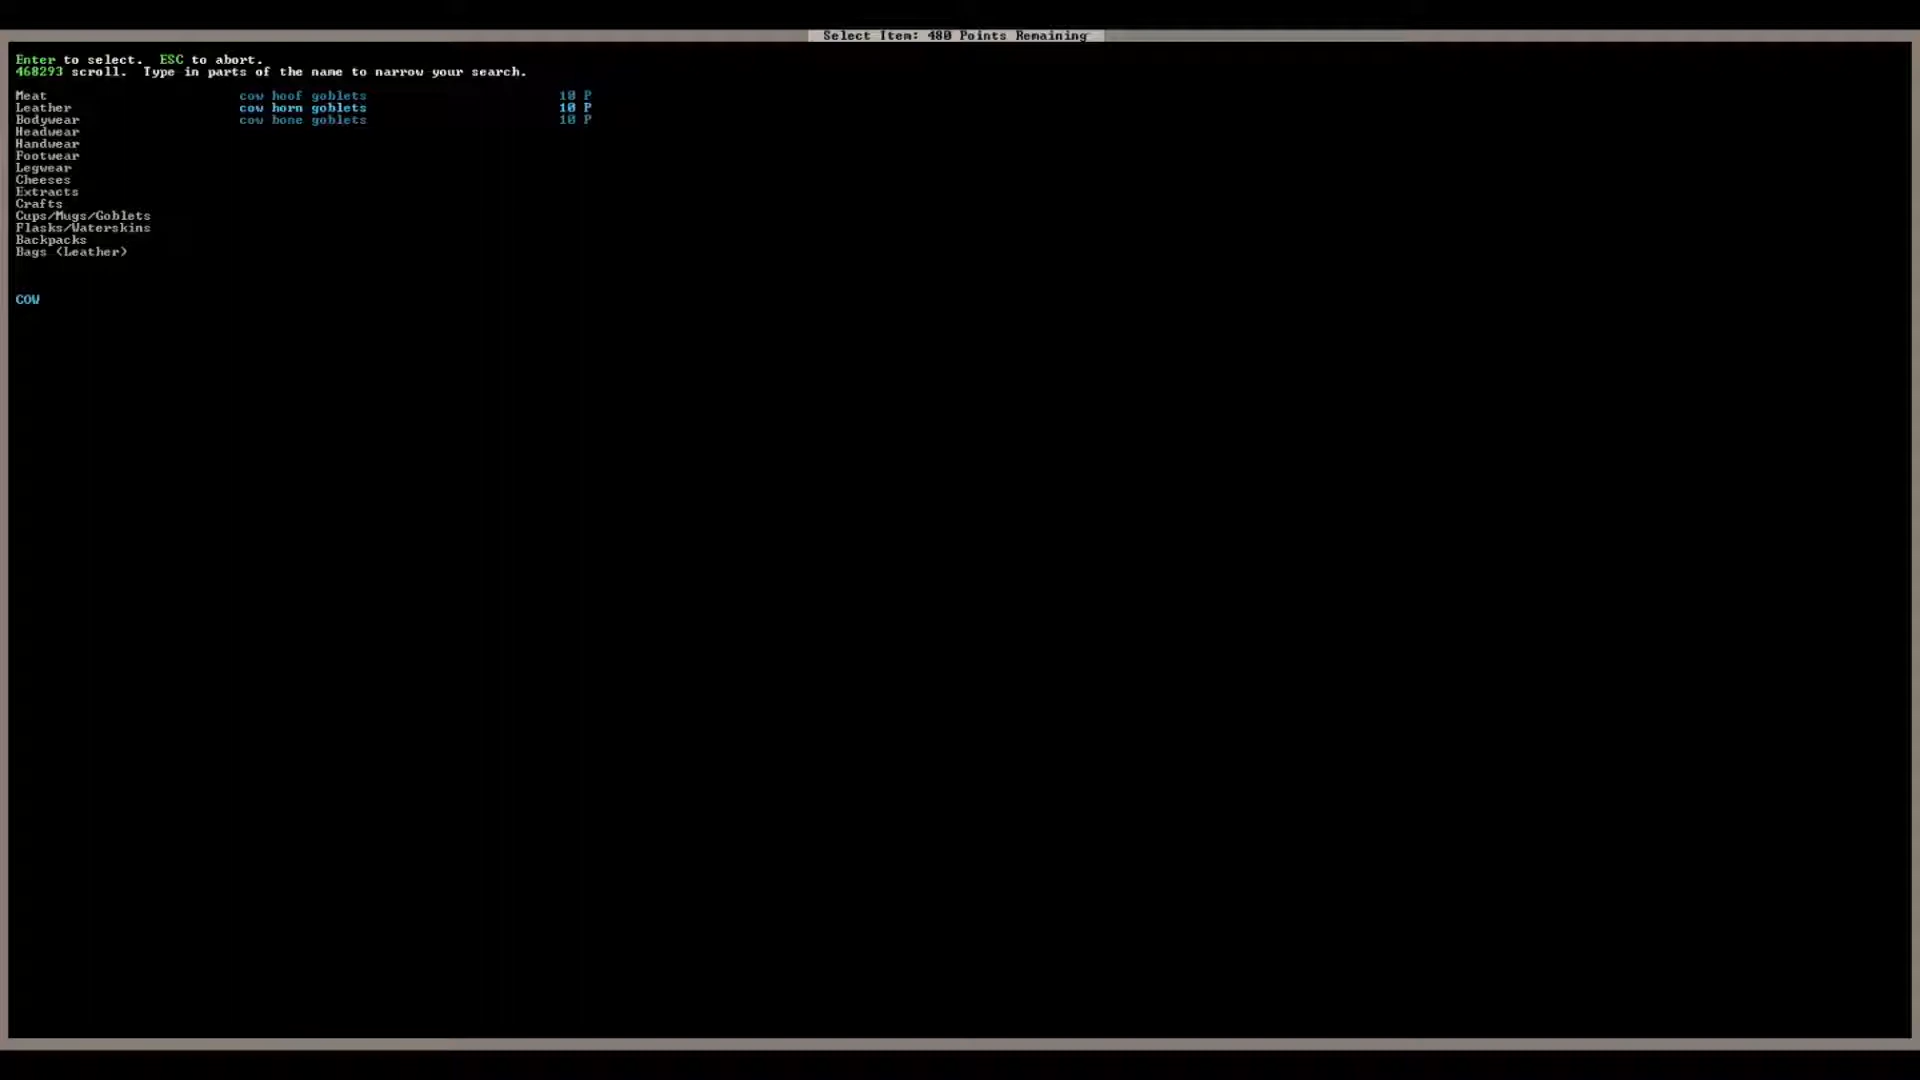 Select Item: 480 Points Remaining
Enter to select.  ESC to abort.
468293 scroll.  Type in parts of the name to narrow your search.
Meat cow hoof goblets 10 P
Leather cow horn goblets 10 P
Bodywear cow bone goblets 10 P
Headwear
Handwear
Footwear
Legwear
Cheeses
Extracts
Crafts
Cups/Mugs/Goblets
Flasks/Waterskins
Backpacks
Bags (Leather)
COW